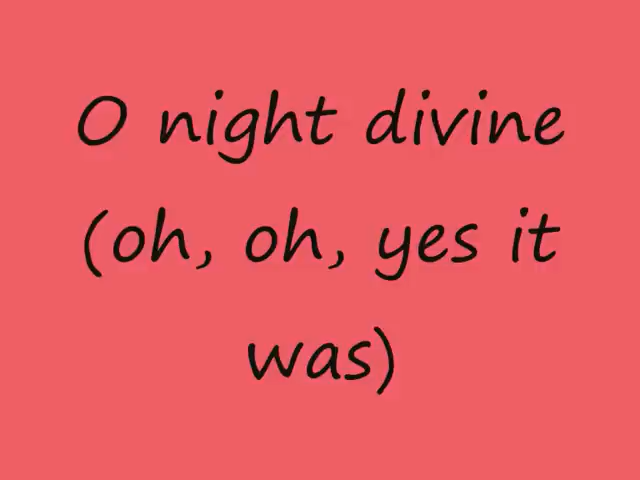 O night divine
(oh, oh, yes it
was)